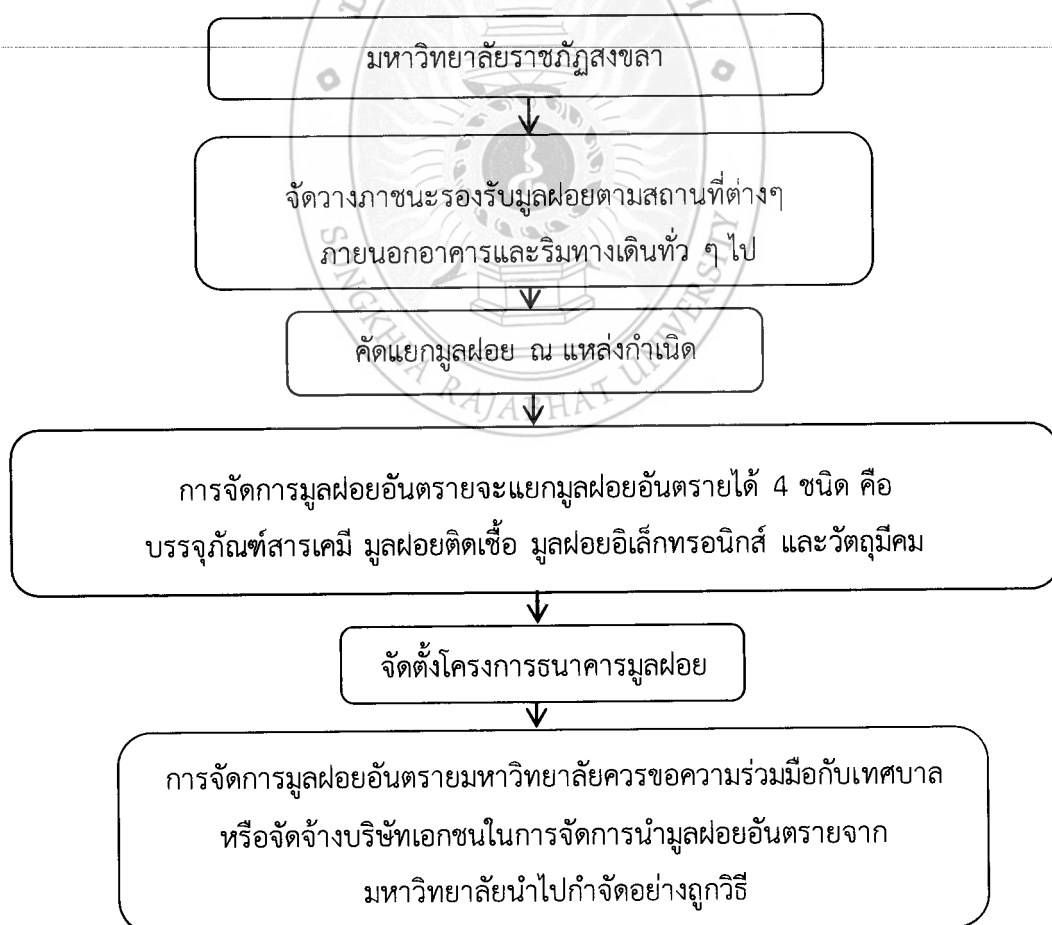 มหาวิทยาลัยราชภัฏสงขลา
จัดวางภาชนะรองรับมูลฝอยตามสถานที่ต่างๆ
ภายนอกอาคารและริมทางเดินทั่ว ๆ ไป
คัดแยกมูลฝอย ณ แหล่งกำเนิด
SONGKHLA RAJABHAT UNIVERSITY
การจัดการมูลฝอยอันตรายจะแยกมูลฝอยอันตรายได้ 4 ชนิด คือ
บรรจุภัณฑ์สารเคมี มูลฝอยติดเชื้อ มูลฝอยอิเล็กทรอนิกส์ และวัตถุมีคม
จัดตั้งโครงการธนาคารมูลฝอย
การจัดการมูลฝอยอันตรายมหาวิทยาลัยควรขอความร่วมมือกับเทศบาล
หรือจัดจ้างบริษัทเอกชนในการจัดการนำมูลฝอยอันตรายจาก
มหาวิทยาลัยนำไปกำจัดอย่างถูกวิธี